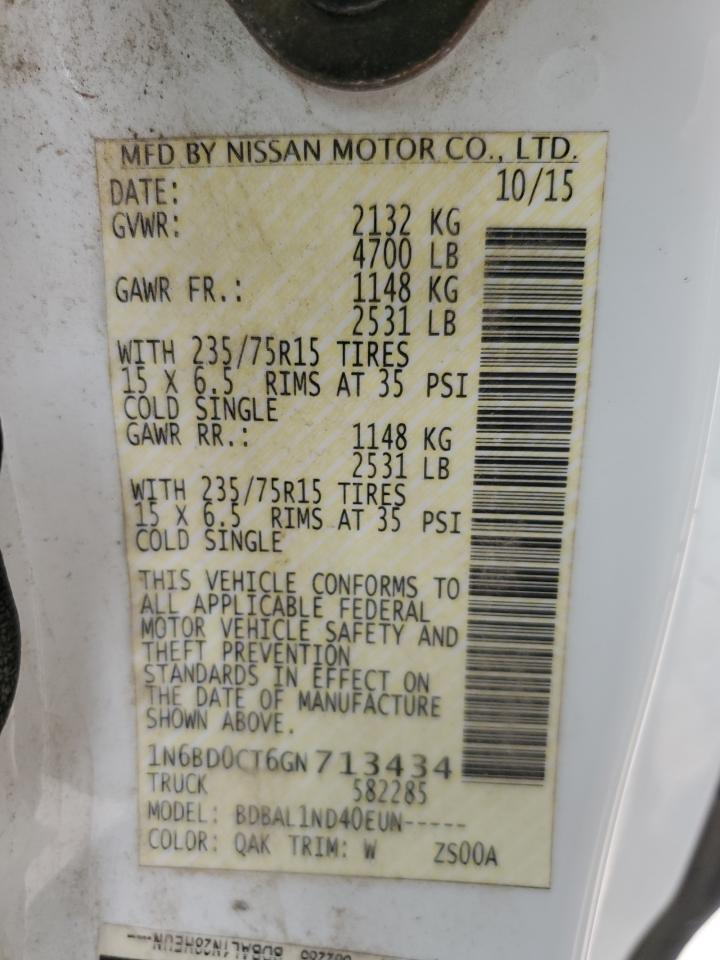 MFD BY NISSAN MOTOR CO., LTD.
DATE: 10/15
GVWR: 2132 KG
4700 LB
GAWR FR.: 1148 KG
2531 LB
WITH 235/75R15 TIRES
15 X 6.5 RIMS AT 35 PSI
COLD SINGLE
GAWR RR.: 1148 KG
2531 LB
WITH 235/75R15 TIRES
15 X 6.5 RIMS AT 35 PSI
COLD SINGLE
THIS VEHICLE CONFORMS TO
ALL APPLICABLE FEDERAL
MOTOR VEHICLE SAFETY AND
THEFT PREVENTION
STANDARDS IN EFFECT ON
THE DATE OF MANUFACTURE
SHOWN ABOVE.
1N6BD0CT6GN713434
TRUCK 582285
MODEL: BDBAL1ND40EUN-----
COLOR: QAK TRIM: W ZS00A